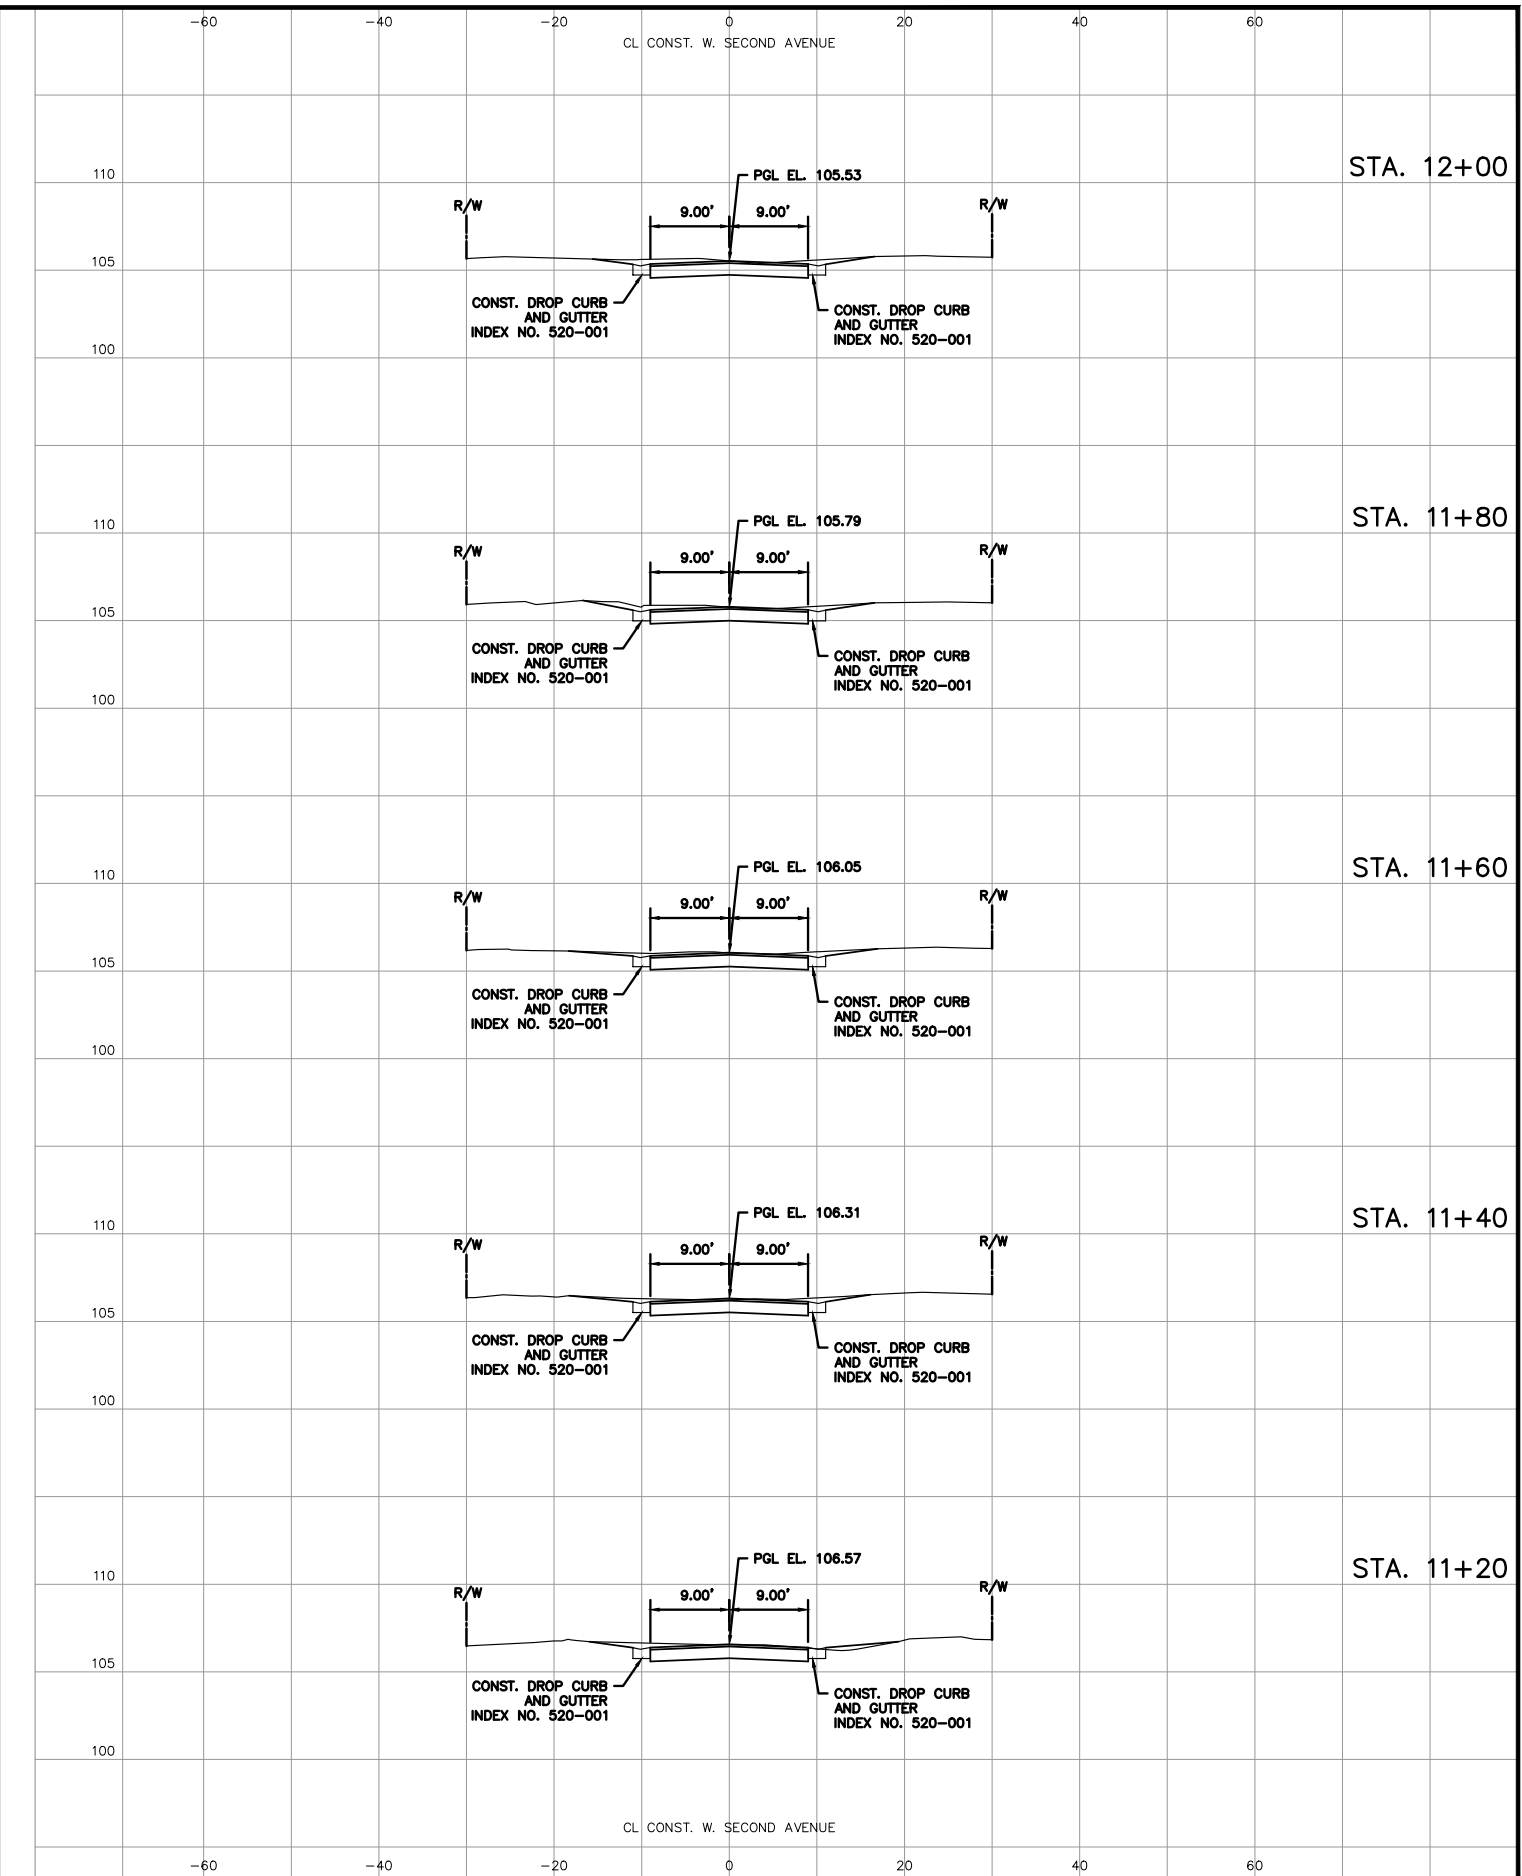 -60 -40 -20 0 20 40 60
CL CONST. W. SECOND AVENUE
STA. 12+00
110
PGL EL. 105.53
R/W R/W
9.00' 9.00'
105
CONST. DROP CURB
AND GUTTER
INDEX NO. 520-001
CONST. DROP CURB
AND GUTTER
INDEX NO. 520-001
100
STA. 11+80
110
PGL EL. 105.79
R/W R/W
9.00' 9.00'
105
CONST. DROP CURB
AND GUTTER
INDEX NO. 520-001
CONST. DROP CURB
AND GUTTER
INDEX NO. 520-001
100
STA. 11+60
110
PGL EL. 106.05
R/W R/W
9.00' 9.00'
105
CONST. DROP CURB
AND GUTTER
INDEX NO. 520-001
CONST. DROP CURB
AND GUTTER
INDEX NO. 520-001
100
STA. 11+40
110
PGL EL. 106.31
R/W R/W
9.00' 9.00'
105
CONST. DROP CURB
AND GUTTER
INDEX NO. 520-001
CONST. DROP CURB
AND GUTTER
INDEX NO. 520-001
100
STA. 11+20
110
PGL EL. 106.57
R/W R/W
9.00' 9.00'
105
CONST. DROP CURB
AND GUTTER
INDEX NO. 520-001
CONST. DROP CURB
AND GUTTER
INDEX NO. 520-001
100
CL CONST. W. SECOND AVENUE
-60 -40 -20 0 20 40 60